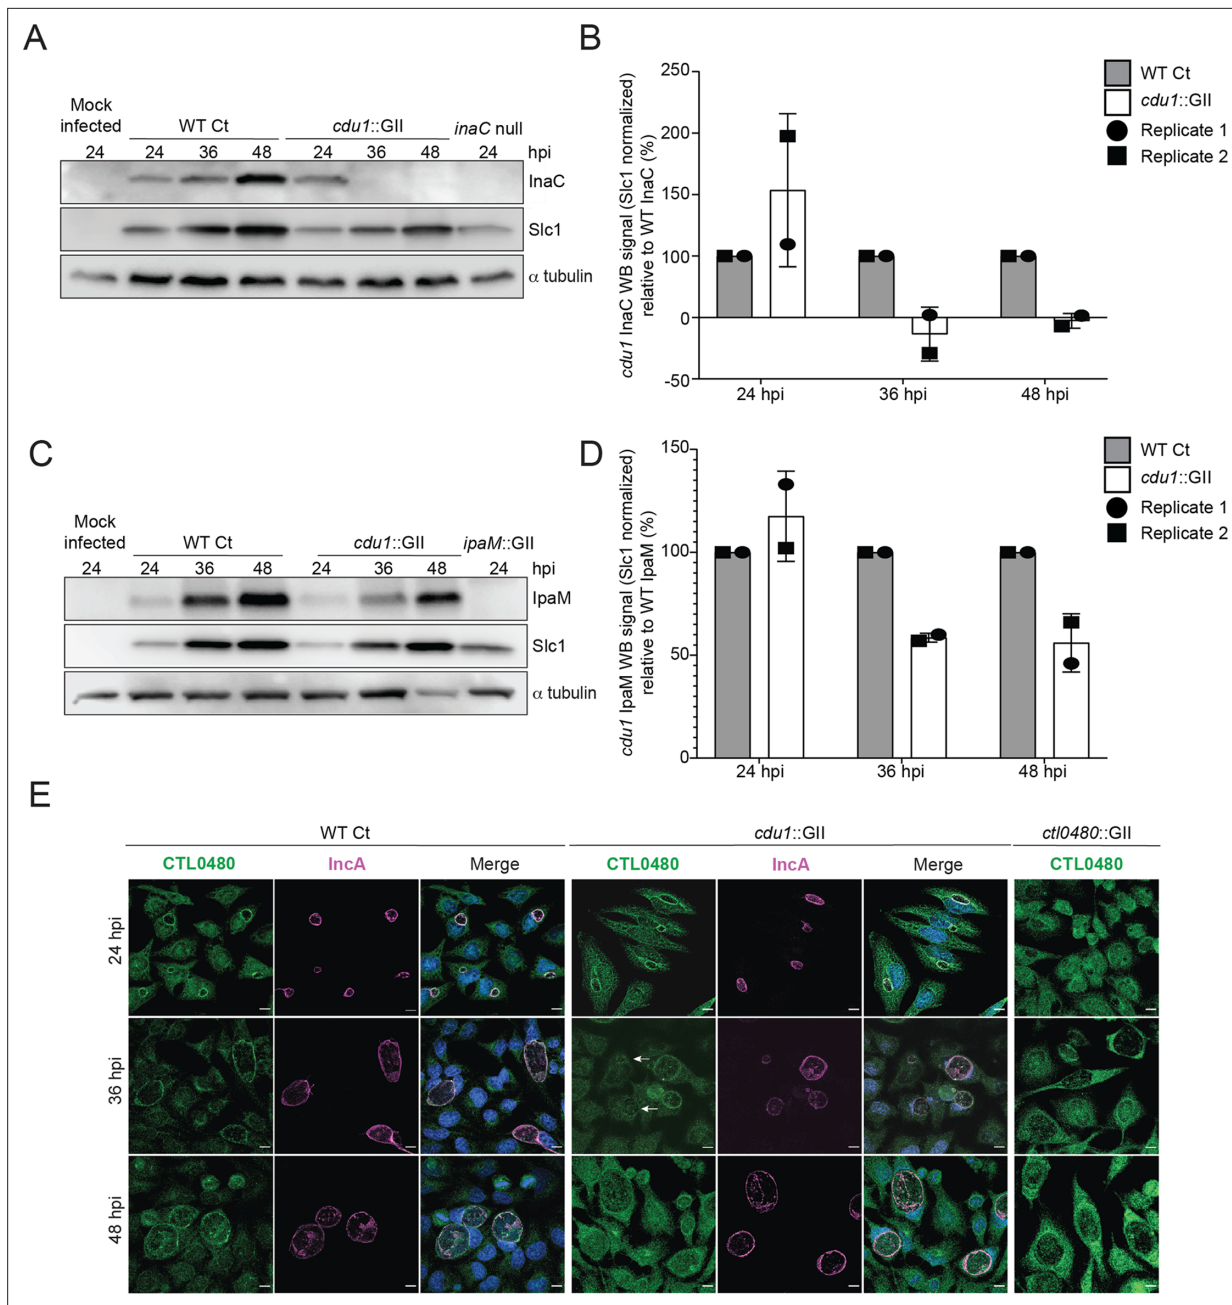 A
Mock
infected
WT Ct
cdu1::GII
inaC null
24 24 36 48 24 36 48 24 hpi
InaC
Slc1
α tubulin
B
cdu1 InaC WB signal (Slc1 normalized)
relative to WT InaC (%)
250
200
150
100
0
-50
24 hpi 36 hpi 48 hpi
WT Ct
cdu1::GII
Replicate 1
Replicate 2
C
Mock
infected
WT Ct
cdu1::GII
ipaM::GII
24 24 36 48 24 36 48 24 hpi
IpaM
Slc1
α tubulin
D
cdu1 IpaM WB signal (Slc1 normalized)
relative to WT IpaM (%)
150
100
50
0
24 hpi 36 hpi 48 hpi
WT Ct
cdu1::GII
Replicate 1
Replicate 2
E
WT Ct cdu1::GII ctl0480::GII
CTL0480 IncA Merge CTL0480 IncA Merge CTL0480
24 hpi
36 hpi
48 hpi